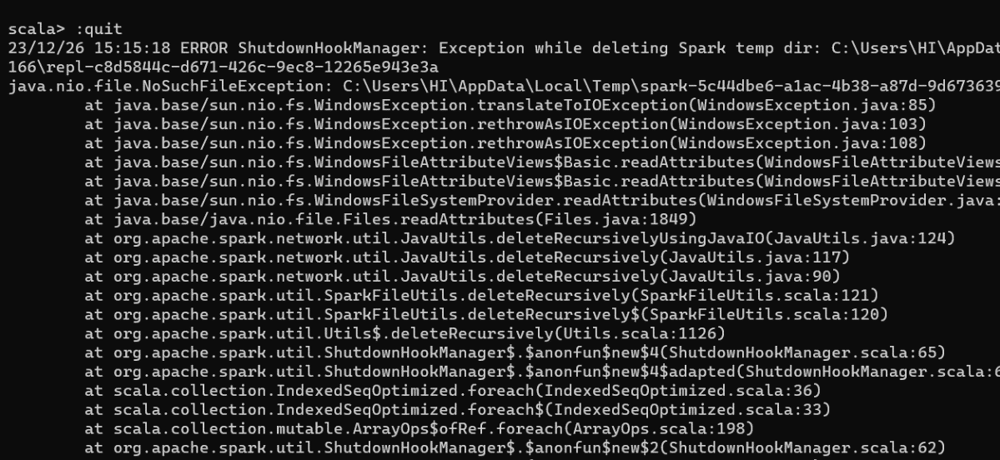 scala> :quit
23/12/26 15:15:18 ERROR ShutdownHookManager: Exception while deleting Spark temp dir: C:\Users\HI\AppDat
166\repl-c8d5844c-d671-426c-9ec8-12265e943e3a
java.nio.file.NoSuchFileException: C:\Users\HI\AppData\Local\Temp\spark-5c44dbe6-a1ac-4b38-a87d-9d673639
at java.base/sun.nio.fs.WindowsException.translateToIOException(WindowsException.java:85)
at java.base/sun.nio.fs.WindowsException.rethrowAsIOException(WindowsException.java:103)
at java.base/sun.nio.fs.WindowsException.rethrowAsIOException(WindowsException.java:108)
at java.base/sun.nio.fs.WindowsFileAttributeViews$Basic.readAttributes(WindowsFileAttributeViews
at java.base/sun.nio.fs.WindowsFileAttributeViews$Basic.readAttributes(WindowsFileAttributeViews
at java.base/sun.nio.fs.WindowsFileSystemProvider.readAttributes(WindowsFileSystemProvider.java:
at java.base/java.nio.file.Files.readAttributes(Files.java:1849)
at org.apache.spark.network.util.JavaUtils.deleteRecursivelyUsingJavaIO(JavaUtils.java:124)
at org.apache.spark.network.util.JavaUtils.deleteRecursively(JavaUtils.java:117)
at org.apache.spark.network.util.JavaUtils.deleteRecursively(JavaUtils.java:90)
at org.apache.spark.util.SparkFileUtils.deleteRecursively(SparkFileUtils.scala:121)
at org.apache.spark.util.SparkFileUtils.deleteRecursively$(SparkFileUtils.scala:120)
at org.apache.spark.util.Utils$.deleteRecursively(Utils.scala:1126)
at org.apache.spark.util.ShutdownHookManager$.$anonfun$new$4(ShutdownHookManager.scala:65)
at org.apache.spark.util.ShutdownHookManager$.$anonfun$new$4$adapted(ShutdownHookManager.scala:6
at scala.collection.IndexedSeqOptimized.foreach(IndexedSeqOptimized.scala:36)
at scala.collection.IndexedSeqOptimized.foreach$(IndexedSeqOptimized.scala:33)
at scala.collection.mutable.ArrayOps$ofRef.foreach(ArrayOps.scala:198)
at org.apache.spark.util.ShutdownHookManager$.$anonfun$new$2(ShutdownHookManager.scala:62)